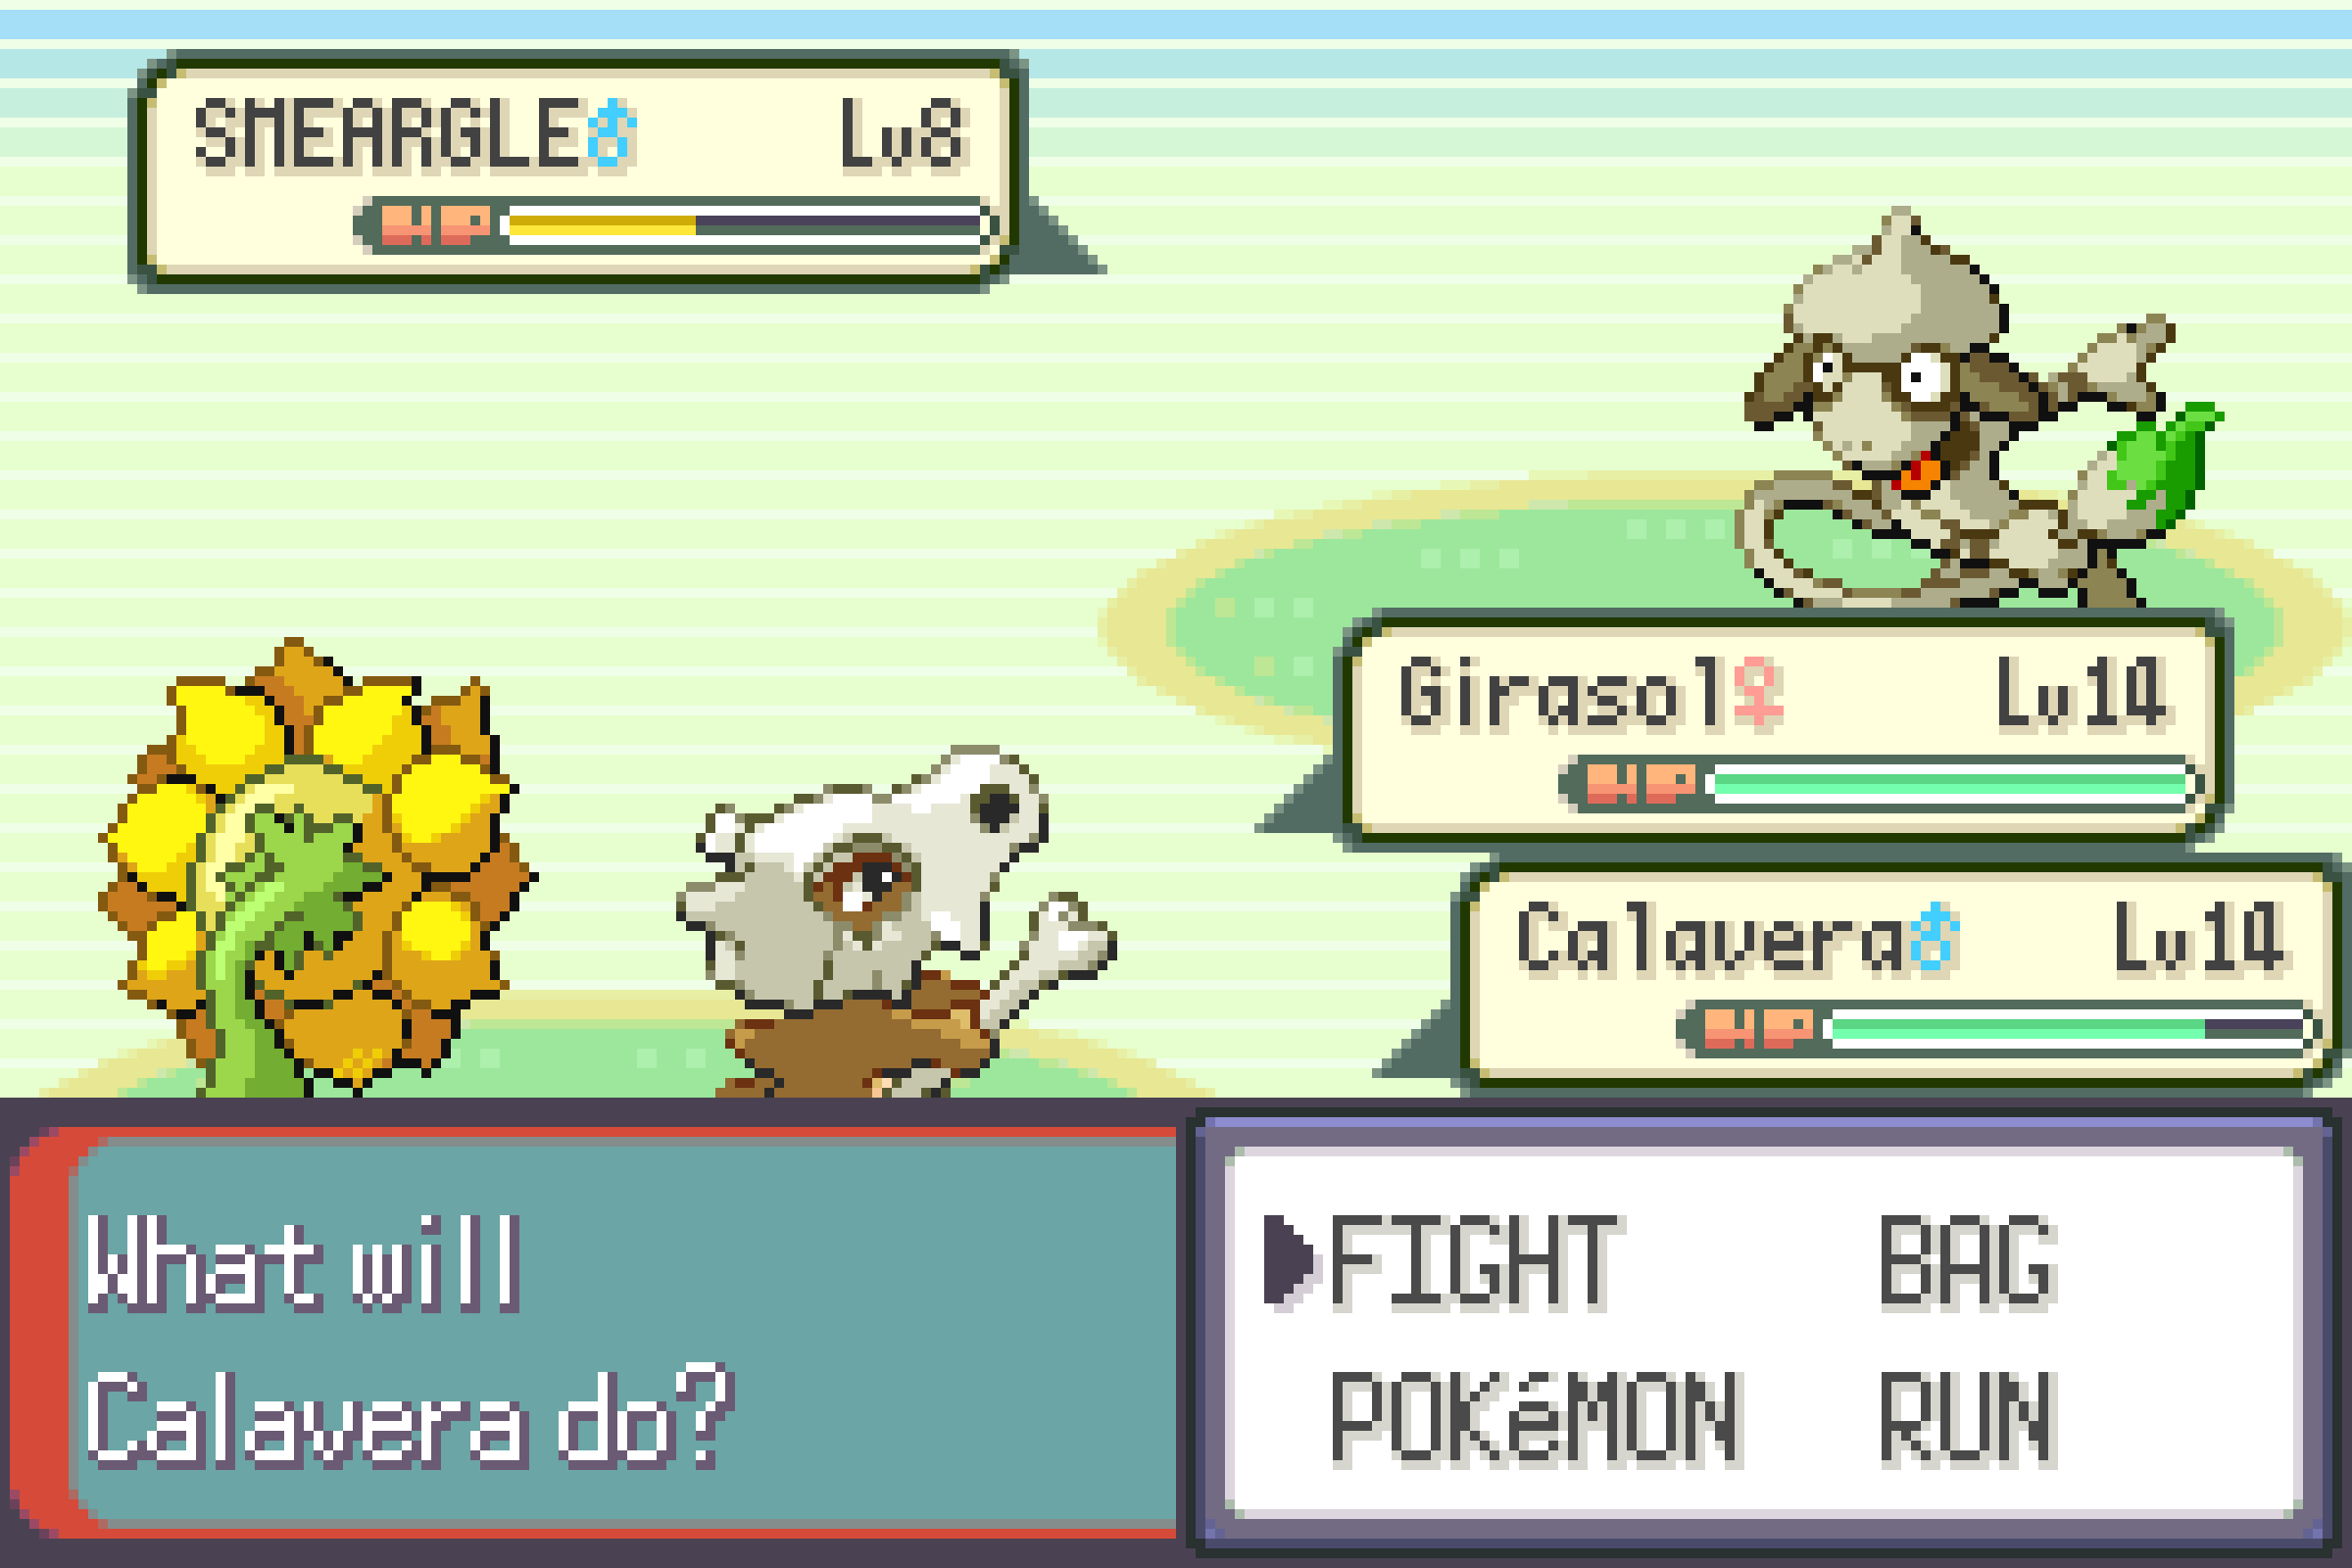 SMEARGLE♂ Lv8
HP
Girasol♀ Lv14
HP
Calavera♂ Lv14
HP
What will
Calavera do?
FIGHT BAG
POKéMON RUN